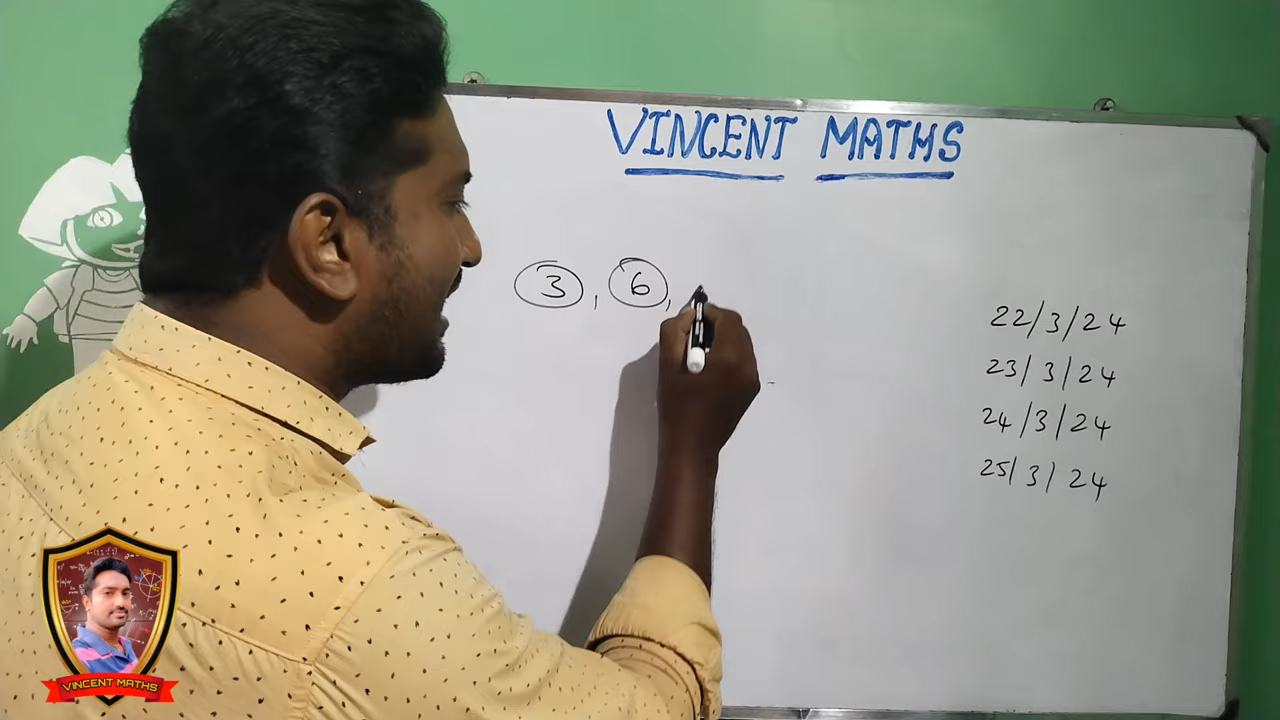 VINCENT MATHS
3, 6,
22/3/24
23/3/24
24/3/24
25/3/24
VINCENT MATHS